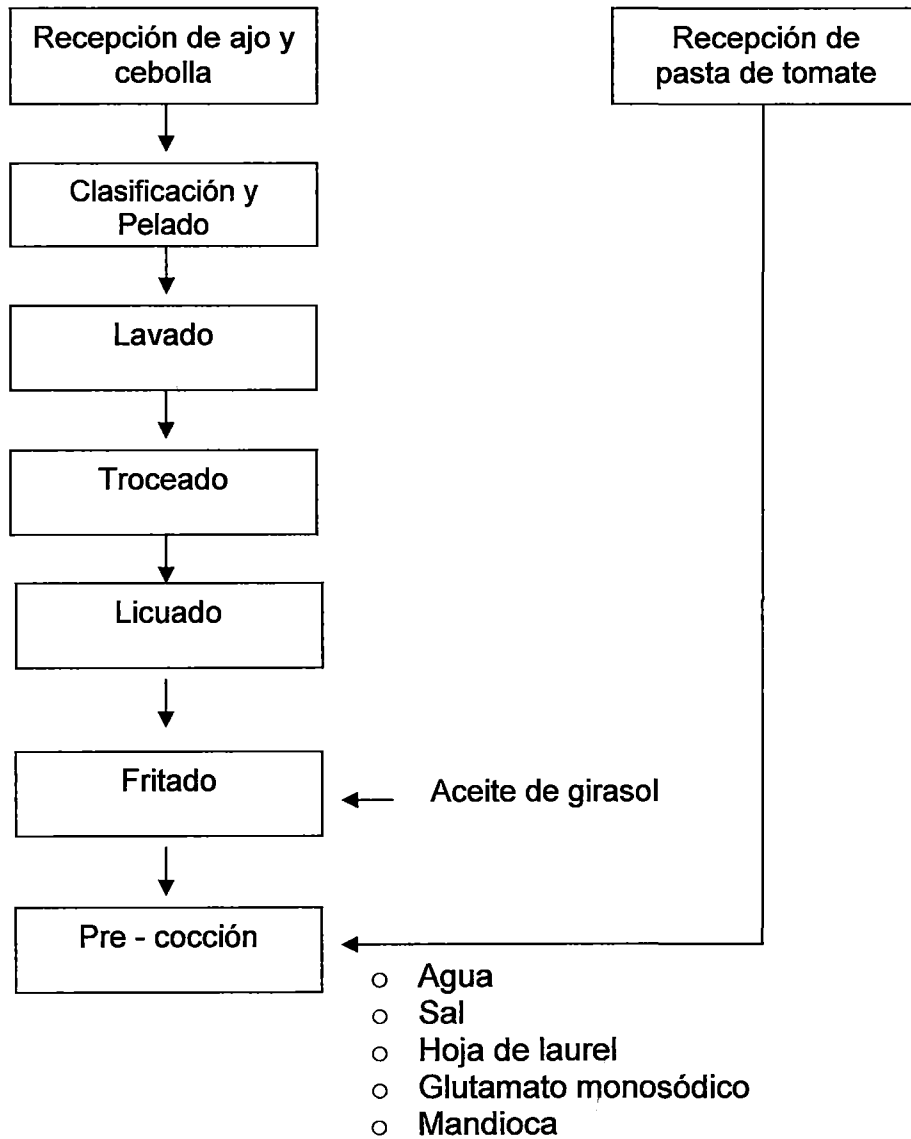 Recepción de ajo y
cebolla
Recepción de
pasta de tomate
Clasificación y
Pelado
Lavado
Troceado
Licuado
Fritado
Aceite de girasol
Pre - cocción
o Agua
o Sal
o Hoja de laurel
o Glutamato monosódico
o Mandioca